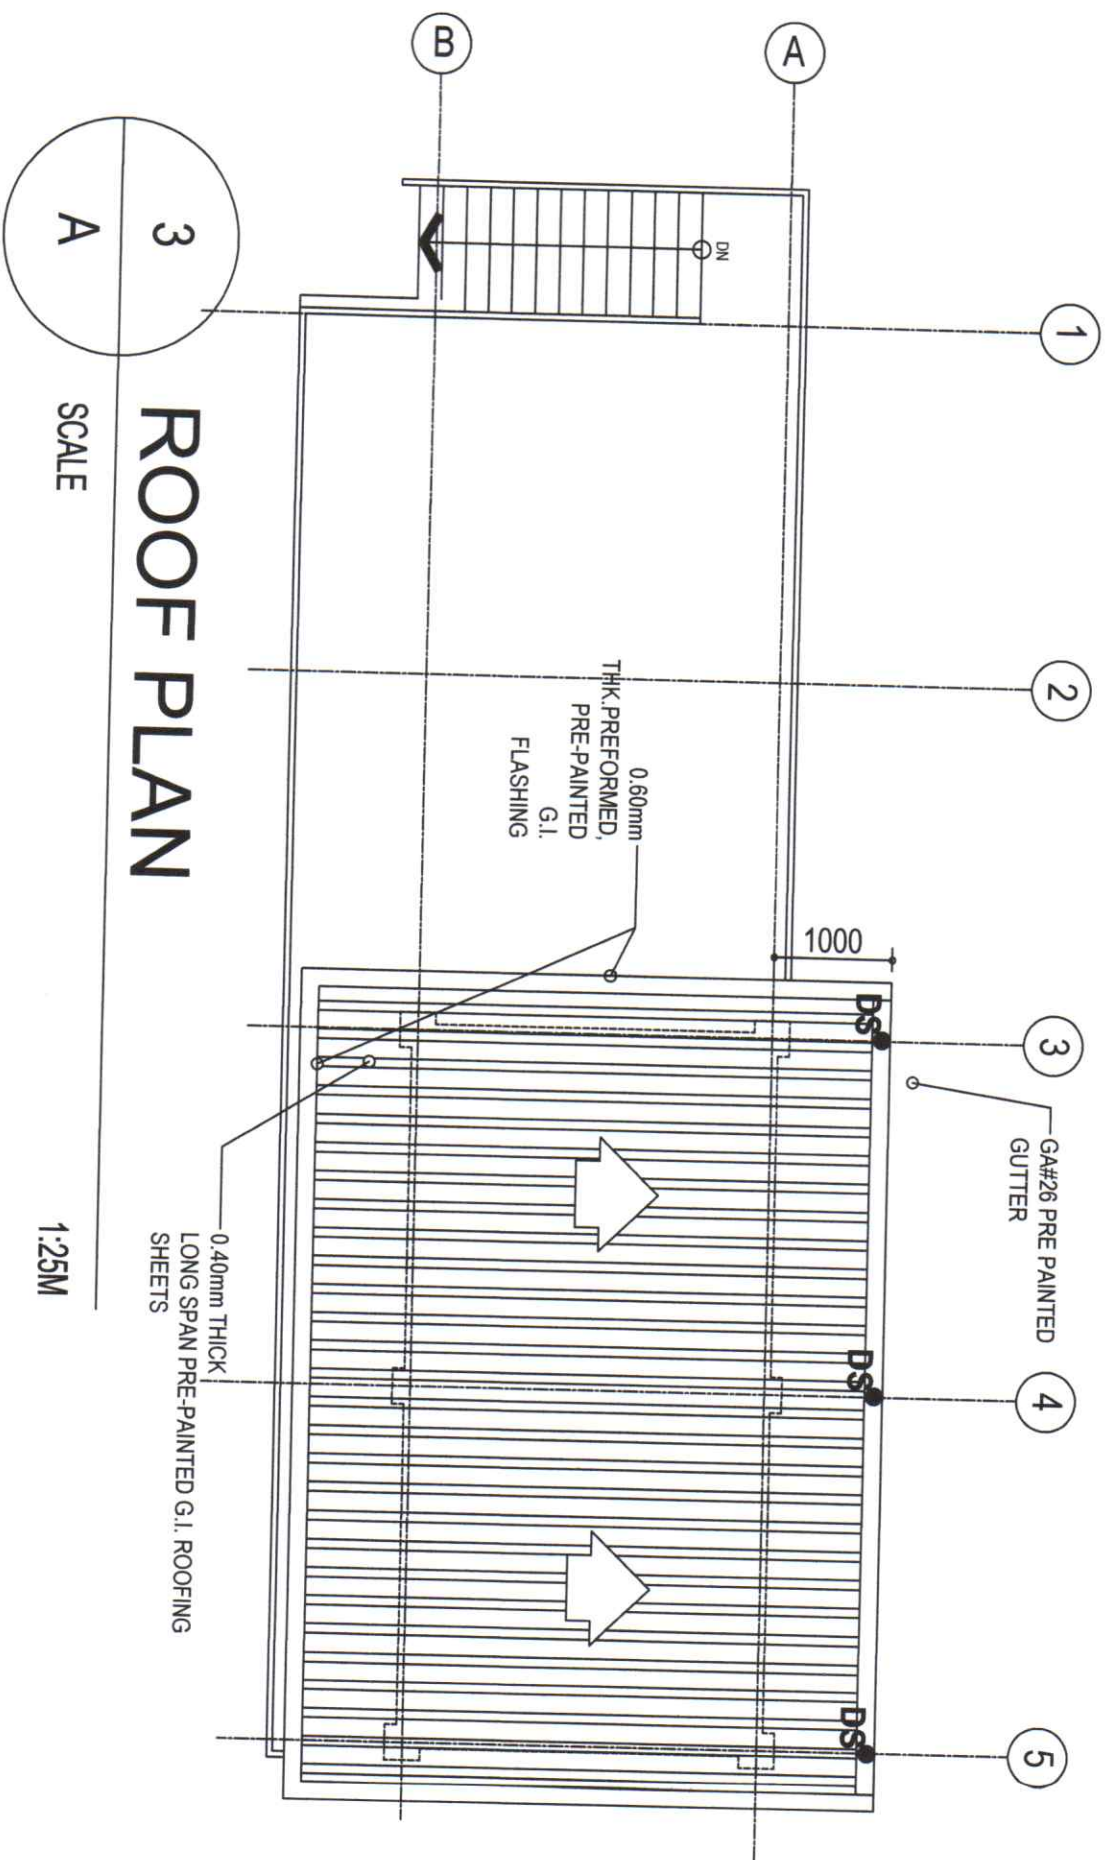 1
2
3
4
5
A
B
DN
1000
DS
DS
DS
GA#26 PRE PAINTED
GUTTER
0.60mm
THK.PREFORMED,
PRE-PAINTED
G.I.
FLASHING
0.40mm THICK
LONG SPAN PRE-PAINTED G.I. ROOFING
SHEETS
3
A
ROOF PLAN
SCALE
1:25M